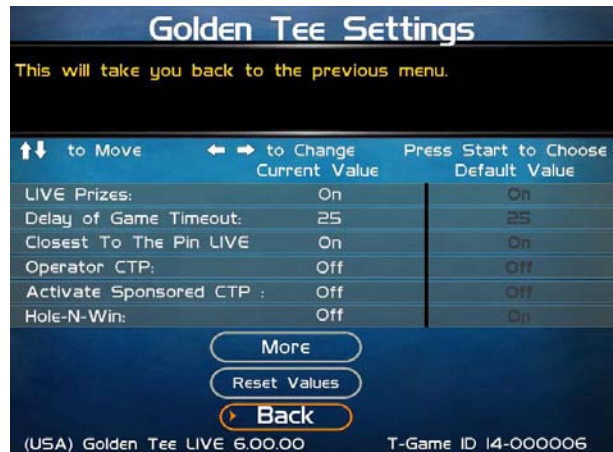 Golden Tee Settings
This will take you back to the previous menu.
to Move to Change Press Start to Choose
Current Value Default Value
LIVE Prizes: On On
Delay of Game Timeout: 25 25
Closest To The Pin LIVE On On
Operator CTP: Off Off
Activate Sponsored CTP : Off Off
Hole-N-Win: Off On
More
Reset Values
Back
(USA) Golden Tee LIVE 6.00.00 T-Game ID 14-000006